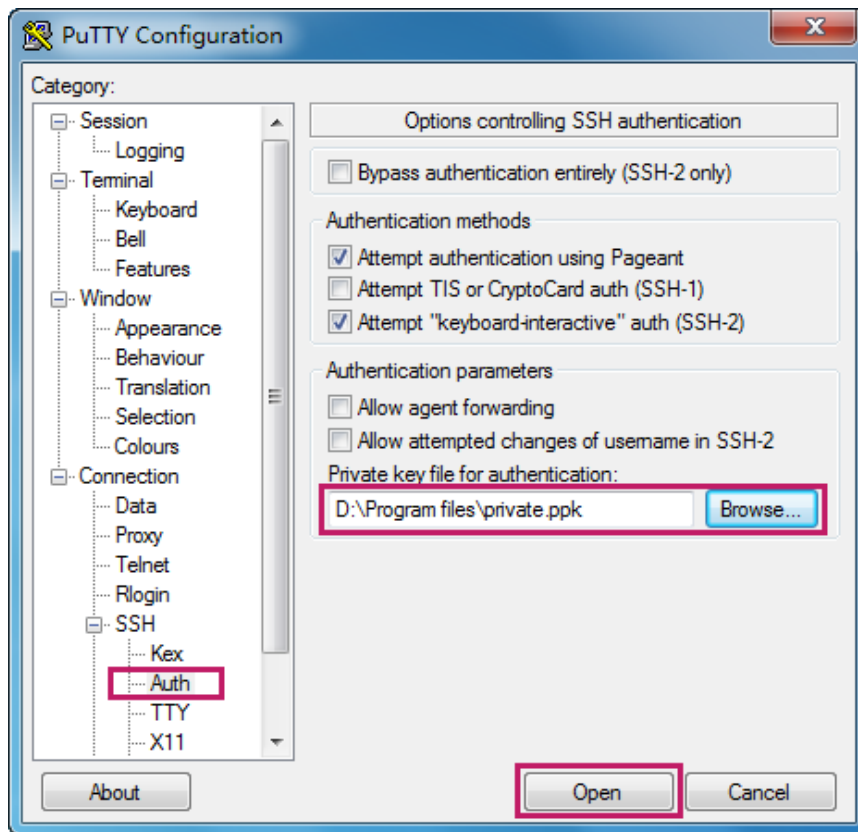 PuTTY Configuration
Category:
Session
Logging
Terminal
Keyboard
Bell
Features
Window
Appearance
Behaviour
Translation
Selection
Colours
Connection
Data
Proxy
Telnet
Rlogin
SSH
Kex
Auth
TTY
X11
Options controlling SSH authentication
Bypass authentication entirely (SSH-2 only)
Authentication methods
Attempt authentication using Pageant
Attempt TIS or CryptoCard auth (SSH-1)
Attempt "keyboard-interactive" auth (SSH-2)
Authentication parameters
Allow agent forwarding
Allow attempted changes of username in SSH-2
Private key file for authentication:
D:\Program files\private.ppk Browse...
About Open Cancel